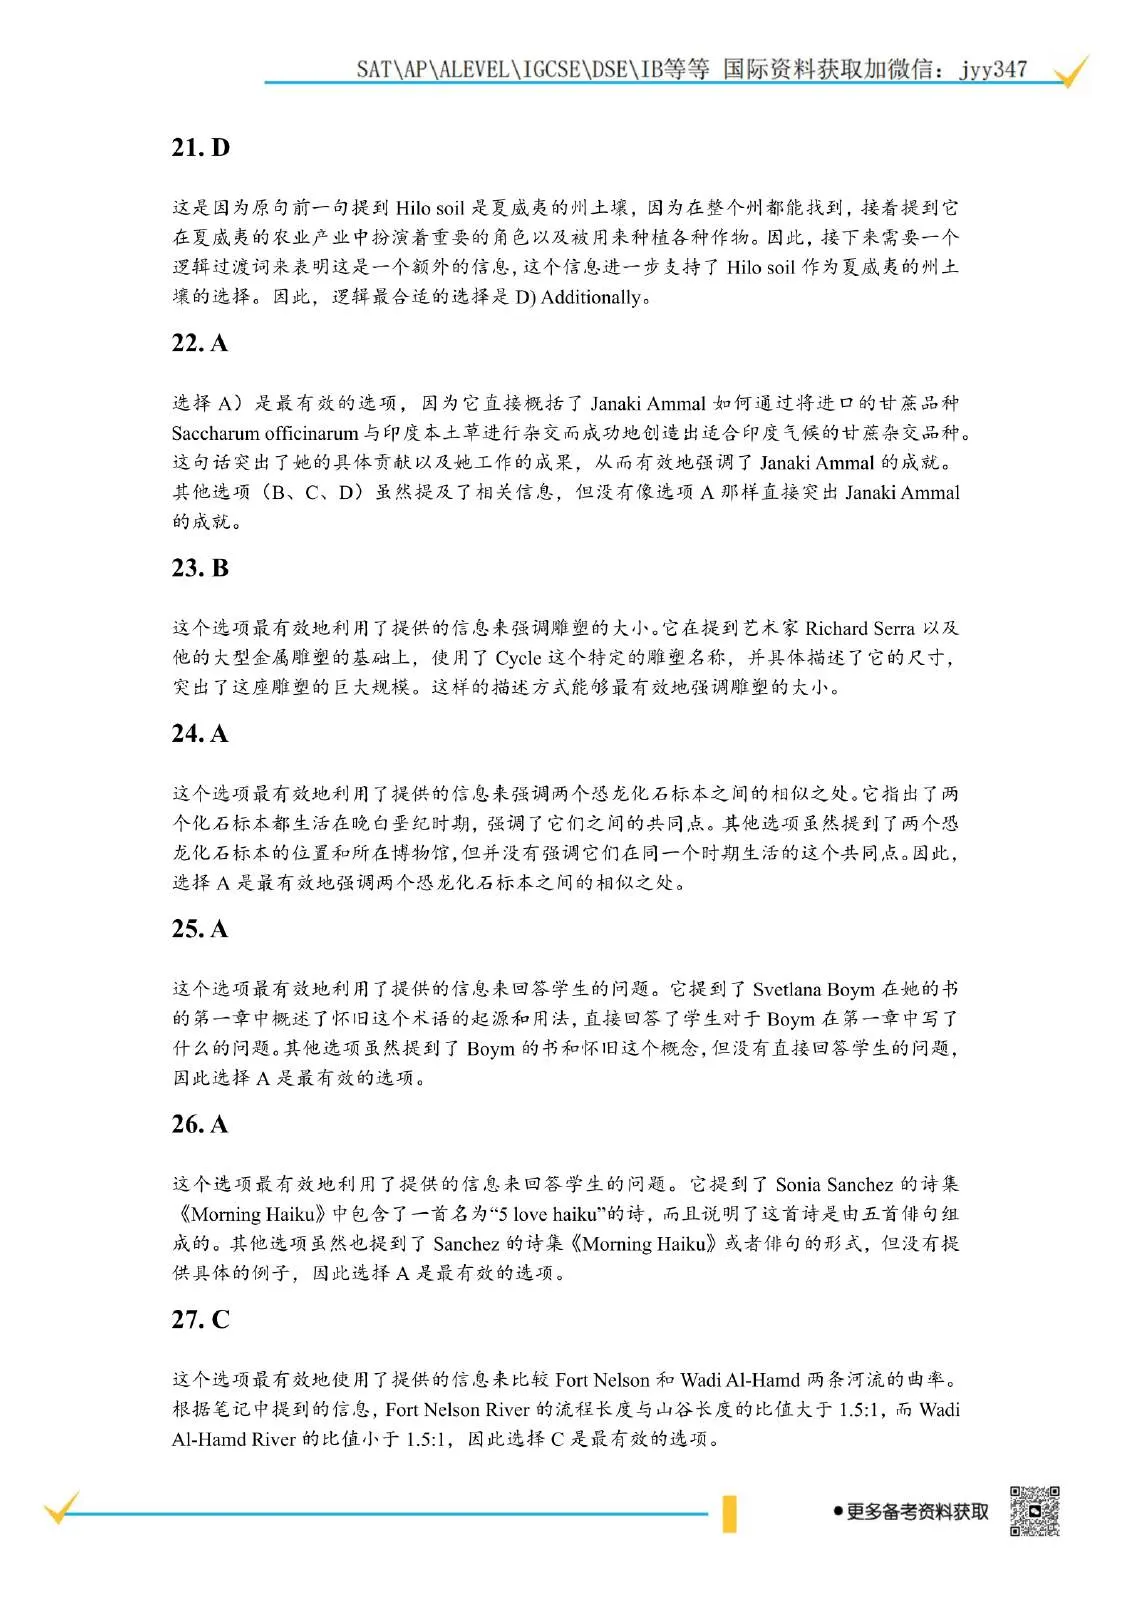 SAT\AP\ALEVEL\IGCSE\DSE\IB等等 国际资料获取加微信：jyy347
21. D
这是因为原句前一句提到 Hilo soil 是夏威夷的州土壤，因为在整个州都能找到，接着提到它
在夏威夷的农业产业中扮演着重要的角色以及被用来种植各种作物。因此，接下来需要一个
逻辑过渡词来表明这是一个额外的信息，这个信息进一步支持了 Hilo soil 作为夏威夷的州土
壤的选择。因此，逻辑最合适的选择是 D) Additionally。
22. A
选择 A）是最有效的选项，因为它直接概括了 Janaki Ammal 如何通过将进口的甘蔗品种
Saccharum officinarum 与印度本土草进行杂交而成功地创造出适合印度气候的甘蔗杂交品种。
这句话突出了她的具体贡献以及她工作的成果，从而有效地强调了 Janaki Ammal 的成就。
其他选项（B、C、D）虽然提及了相关信息，但没有像选项 A 那样直接突出 Janaki Ammal
的成就。
23. B
这个选项最有效地利用了提供的信息来强调雕塑的大小。它在提到艺术家 Richard Serra 以及
他的大型金属雕塑的基础上，使用了 Cycle 这个特定的雕塑名称，并具体描述了它的尺寸，
突出了这座雕塑的巨大规模。这样的描述方式能够最有效地强调雕塑的大小。
24. A
这个选项最有效地利用了提供的信息来强调两个恐龙化石标本之间的相似之处。它指出了两
个化石标本都生活在晚白垩纪时期，强调了它们之间的共同点。其他选项虽然提到了两个恐
龙化石标本的位置和所在博物馆，但并没有强调它们在同一个时期生活的这个共同点。因此，
选择 A 是最有效地强调两个恐龙化石标本之间的相似之处。
25. A
这个选项最有效地利用了提供的信息来回答学生的问题。它提到了 Svetlana Boym 在她的书
的第一章中概述了怀旧这个术语的起源和用法，直接回答了学生对于 Boym 在第一章中写了
什么的问题。其他选项虽然提到了 Boym 的书和怀旧这个概念，但没有直接回答学生的问题，
因此选择 A 是最有效的选项。
26. A
这个选项最有效地利用了提供的信息来回答学生的问题。它提到了 Sonia Sanchez 的诗集
《Morning Haiku》中包含了一首名为“5 love haiku”的诗，而且说明了这首诗是由五首俳句组
成的。其他选项虽然也提到了 Sanchez 的诗集《Morning Haiku》或者俳句的形式，但没有提
供具体的例子，因此选择 A 是最有效的选项。
27. C
这个选项最有效地使用了提供的信息来比较 Fort Nelson 和 Wadi Al-Hamd 两条河流的曲率。
根据笔记中提到的信息，Fort Nelson River 的流程长度与山谷长度的比值大于 1.5:1，而 Wadi
Al-Hamd River 的比值小于 1.5:1，因此选择 C 是最有效的选项。
●更多备考资料获取